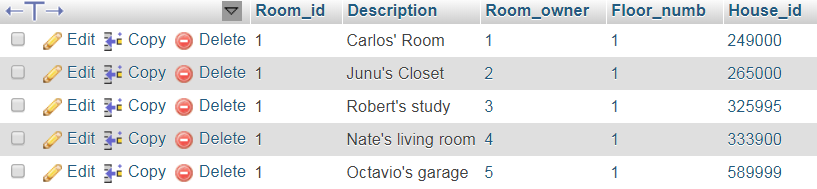 Room_id Description Room_owner Floor_numb House_id
Edit Copy Delete 1 Carlos' Room 1 1 249000
Edit Copy Delete 1 Junu's Closet 2 1 265000
Edit Copy Delete 1 Robert's study 3 1 325995
Edit Copy Delete 1 Nate's living room 4 1 333900
Edit Copy Delete 1 Octavio's garage 5 1 589999